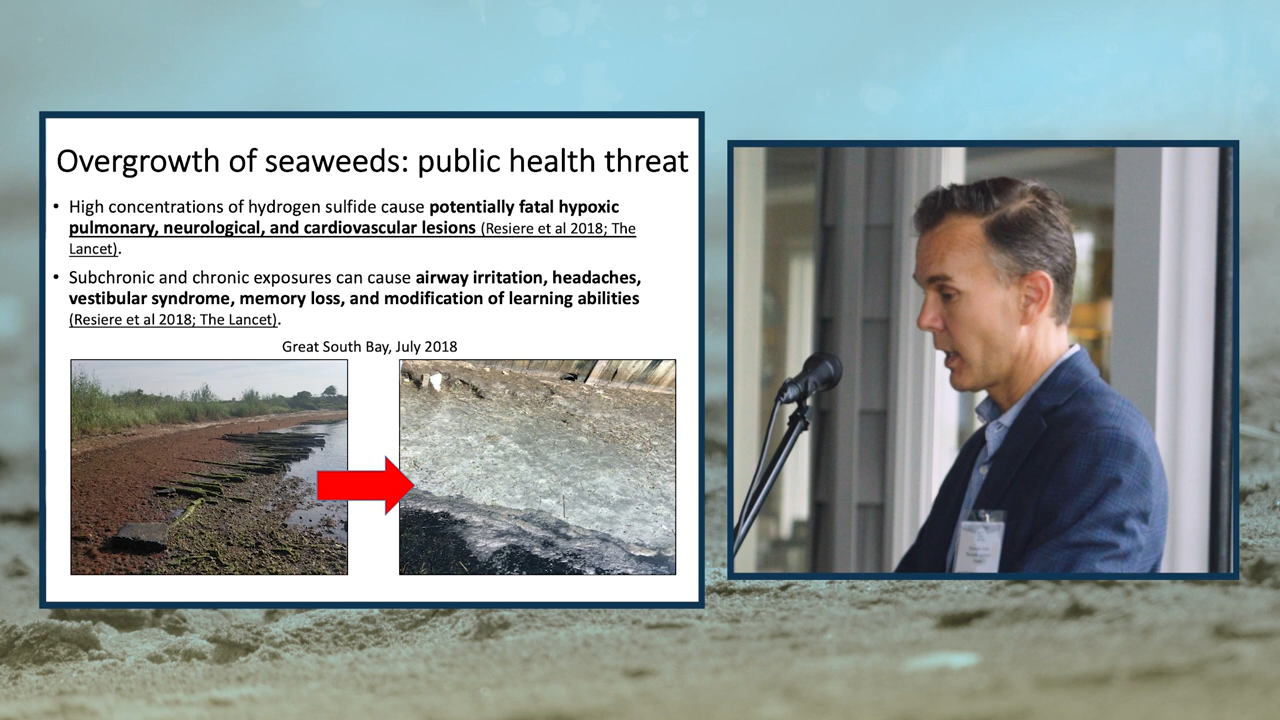 Overgrowth of seaweeds: public health threat
• High concentrations of hydrogen sulfide cause potentially fatal hypoxic
pulmonary, neurological, and cardiovascular lesions (Resiere et al 2018; The
Lancet).
• Subchronic and chronic exposures can cause airway irritation, headaches,
vestibular syndrome, memory loss, and modification of learning abilities
(Resiere et al 2018; The Lancet).
Great South Bay, July 2018